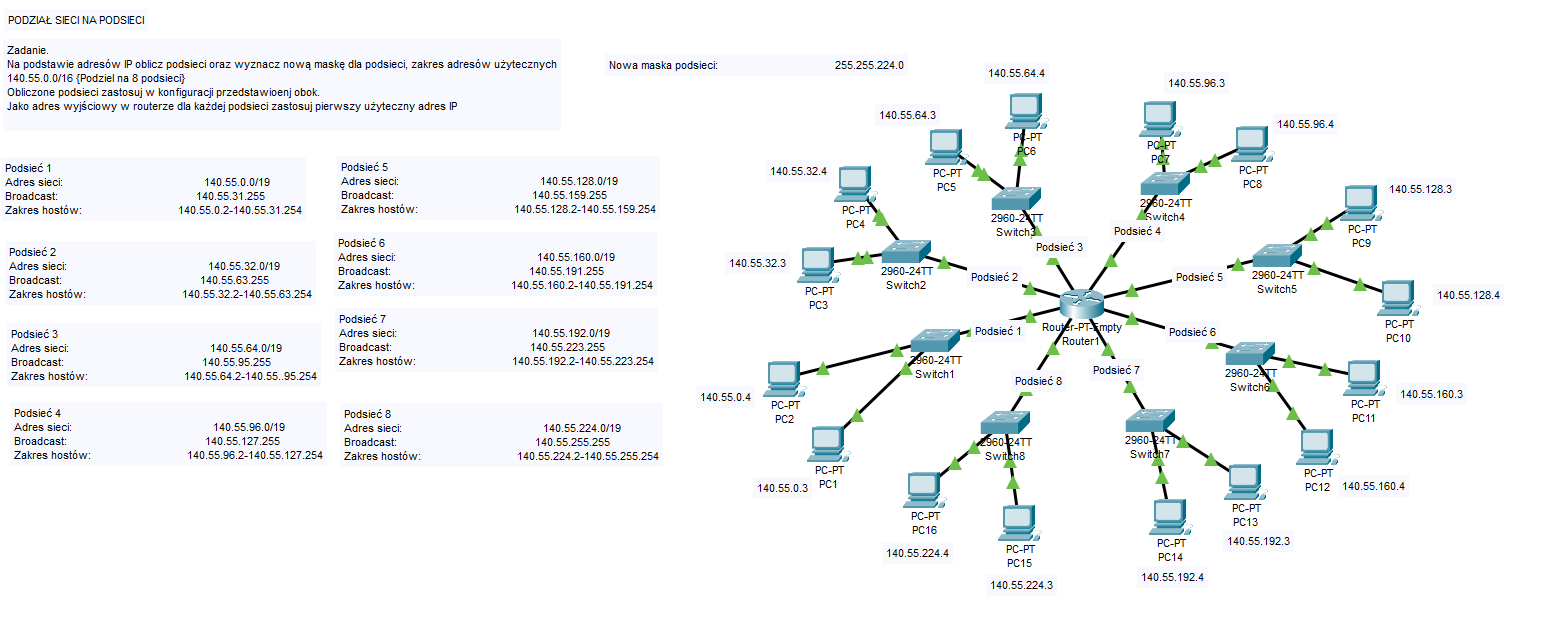 PODZIAŁ SIECI NA PODSIECI
Zadanie.
Na podstawie adresów IP oblicz podsieci oraz wyznacz nową maskę dla podsieci, zakres adresów użytecznych
140.55.0.0/16 {Podziel na 8 podsieci}
Obliczone podsieci zastosuj w konfiguracji przedstawioenj obok.
Jako adres wyjściowy w routerze dla każdej podsieci zastosuj pierwszy użyteczny adres IP
Nowa maska podsieci: 255.255.224.0
Podsieć 1
Adres sieci: 140.55.0.0/19
Broadcast: 140.55.31.255
Zakres hostów: 140.55.0.2-140.55.31.254
Podsieć 2
Adres sieci: 140.55.32.0/19
Broadcast: 140.55.63.255
Zakres hostów: 140.55.32.2-140.55.63.254
Podsieć 3
Adres sieci: 140.55.64.0/19
Broadcast: 140.55.95.255
Zakres hostów: 140.55.64.2-140.55..95.254
Podsieć 4
Adres sieci: 140.55.96.0/19
Broadcast: 140.55.127.255
Zakres hostów: 140.55.96.2-140.55.127.254
Podsieć 5
Adres sieci: 140.55.128.0/19
Broadcast: 140.55.159.255
Zakres hostów: 140.55.128.2-140.55.159.254
Podsieć 6
Adres sieci: 140.55.160.0/19
Broadcast: 140.55.191.255
Zakres hostów: 140.55.160.2-140.55.191.254
Podsieć 7
Adres sieci: 140.55.192.0/19
Broadcast: 140.55.223.255
Zakres hostów: 140.55.192.2-140.55.223.254
Podsieć 8
Adres sieci: 140.55.224.0/19
Broadcast: 140.55.255.255
Zakres hostów: 140.55.224.2-140.55.255.254
140.55.64.4
PC-PT
PC6
140.55.64.3
PC-PT
PC5
2960-24TT
Switch3
Podsieć 3
140.55.96.3
PC-PT
PC7
140.55.96.4
PC-PT
PC8
2960-24TT
Switch4
Podsieć 4
140.55.32.4
PC-PT
PC4
140.55.32.3
PC-PT
PC3
2960-24TT
Switch2
Podsieć 2
140.55.128.3
PC-PT
PC9
140.55.128.4
PC-PT
PC10
2960-24TT
Switch5
Podsieć 5
Router-PT-Empty
Router1
Podsieć 1
2960-24TT
Switch1
140.55.0.4
PC-PT
PC2
140.55.0.3
PC-PT
PC1
Podsieć 6
2960-24TT
Switch6
PC-PT
PC11
140.55.160.3
PC-PT
PC12
140.55.160.4
Podsieć 8
2960-24TT
Switch8
PC-PT
PC16
140.55.224.4
PC-PT
PC15
140.55.224.3
Podsieć 7
2960-24TT
Switch7
PC-PT
PC13
140.55.192.3
PC-PT
PC14
140.55.192.4